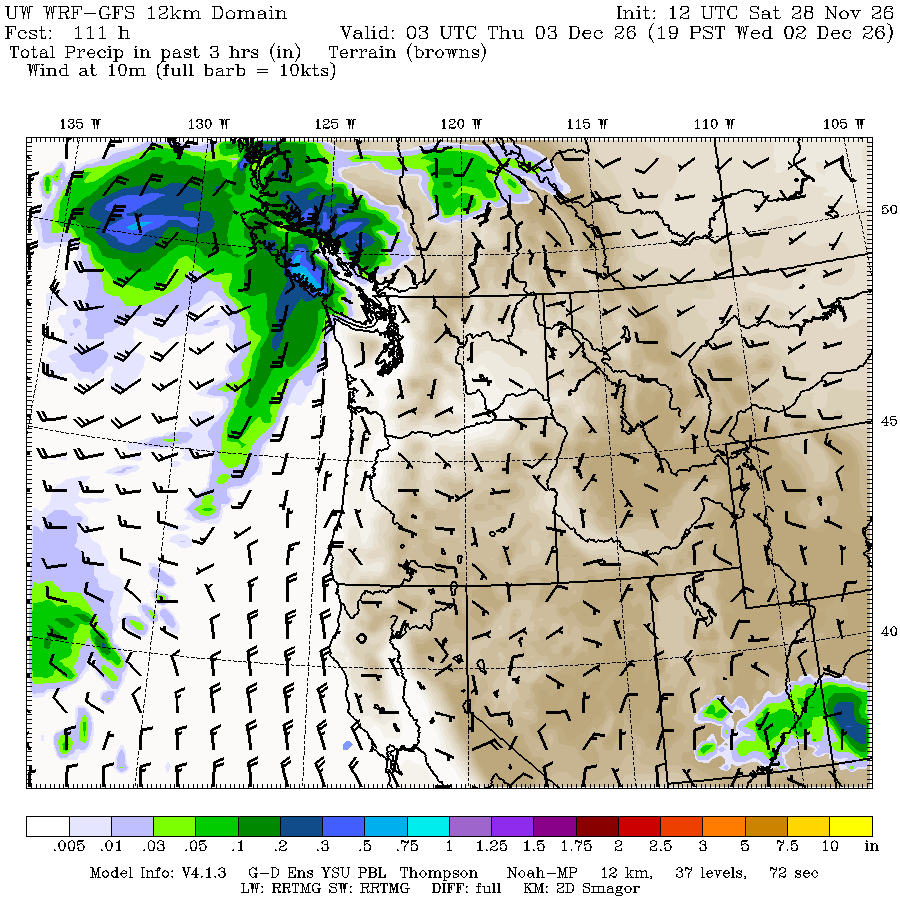 UW WRF-GFS 12km Domain Init: 12 UTC Sat 28 Nov 26
Fcst: 111 h Valid: 03 UTC Thu 03 Dec 26 (19 PST Wed 02 Dec 26)
Total Precip in past 3 hrs (in) Terrain (browns)
Wind at 10m (full barb = 10kts)
135 W 130 W 125 W 120 W 115 W 110 W 105 W
50
45
40
.005 .01 .03 .05 .1 .2 .3 .5 .75 1 1.25 1.5 1.75 2 2.5 3 5 7.5 10 in
Model Info: V4.1.3 G-D Ens YSU PBL Thompson Noah-MP 12 km, 37 levels, 72 sec
LW: RRTMG SW: RRTMG DIFF: full KM: 2D Smagor